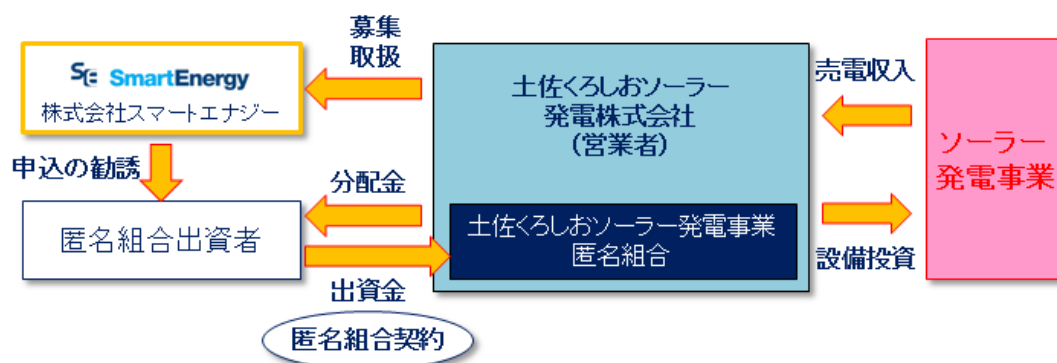 募集
取扱
SE SmartEnergy
株式会社スマートエナジー
申込の勧誘
匿名組合出資者
分配金
出資金
匿名組合契約
土佐くろしおソーラー
発電株式会社
(営業者)
土佐くろしおソーラー発電事業
匿名組合
売電収入
設備投資
ソーラー
発電事業